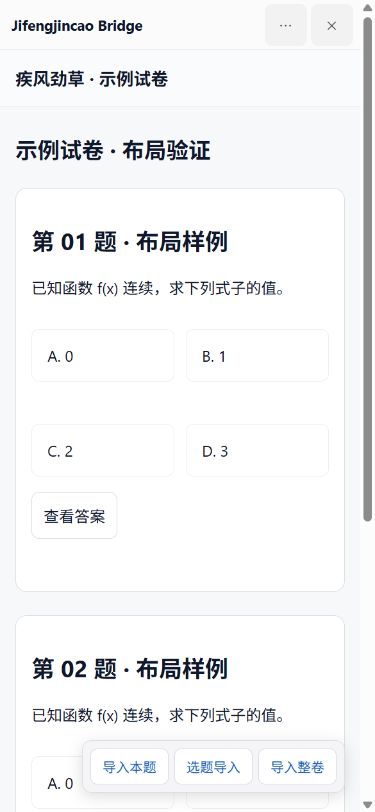 Jifengjincao Bridge
疾风劲草 · 示例试卷
示例试卷 · 布局验证
第 01 题 · 布局样例
已知函数 f(x) 连续，求下列式子的值。
A. 0 B. 1
C. 2 D. 3
查看答案
第 02 题 · 布局样例
已知函数 f(x) 连续，求下列式子的值。
A. 0
导入本题 选题导入 导入整卷